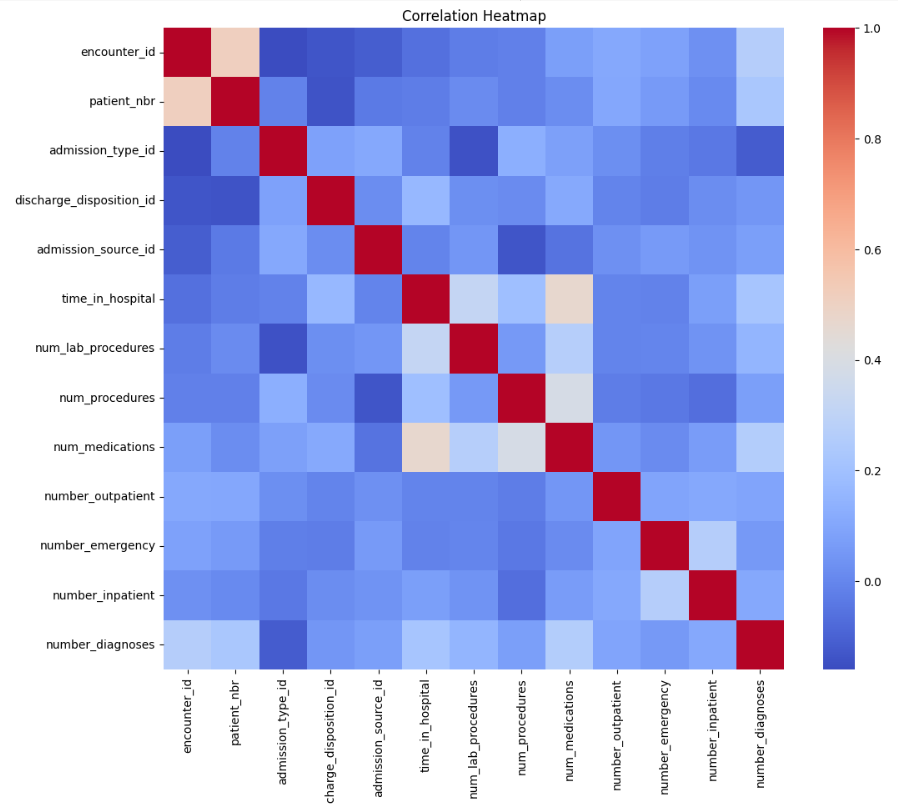 Correlation Heatmap
encounter_id
patient_nbr
admission_type_id
discharge_disposition_id
admission_source_id
time_in_hospital
num_lab_procedures
num_procedures
num_medications
number_outpatient
number_emergency
number_inpatient
number_diagnoses
encounter_id
patient_nbr
admission_type_id
charge_disposition_id
admission_source_id
time_in_hospital
num_lab_procedures
num_procedures
num_medications
number_outpatient
number_emergency
number_inpatient
number_diagnoses
1.0
0.8
0.6
0.4
0.2
0.0